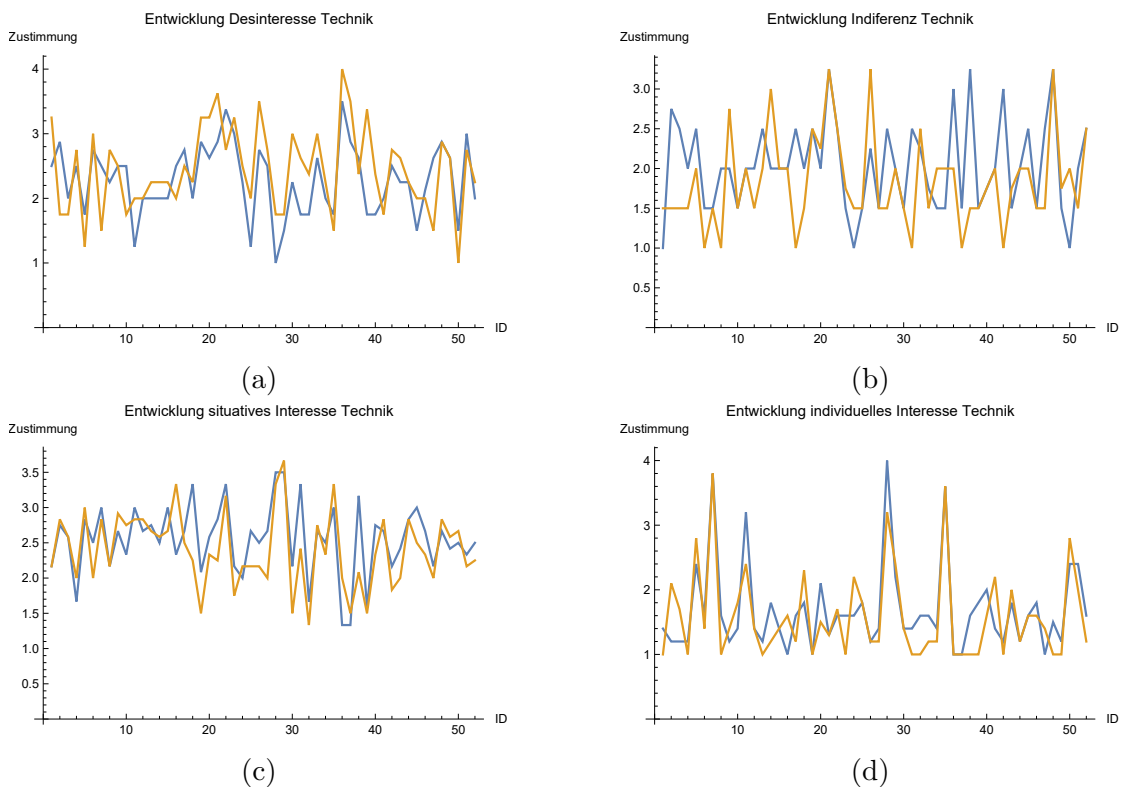 Entwicklung Desinteresse Technik
Zustimmung
4
3
2
1
10 20 30 40 50 ID
(a)
Entwicklung Indiferenz Technik
Zustimmung
3.0
2.5
2.0
1.5
1.0
0.5
10 20 30 40 50 ID
(b)
Entwicklung situatives Interesse Technik
Zustimmung
3.5
3.0
2.5
2.0
1.5
1.0
0.5
10 20 30 40 50 ID
(c)
Entwicklung individuelles Interesse Technik
Zustimmung
4
3
2
1
10 20 30 40 50 ID
(d)